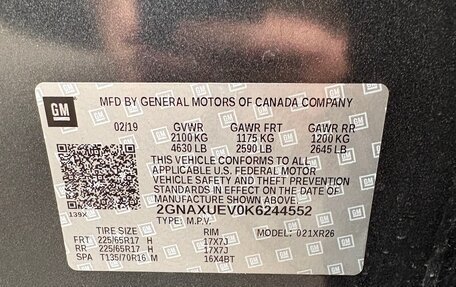 GM
MFD BY GENERAL MOTORS OF CANADA COMPANY
02/19 GVWR GAWR FRT GAWR RR
2100 KG 1175 KG 1200 KG
4630 LB 2590 LB 2645 LB
THIS VEHICLE CONFORMS TO ALL
APPLICABLE U.S. FEDERAL MOTOR
VEHICLE SAFETY AND THEFT PREVENTION
STANDARDS IN EFFECT ON THE DATE OF
MANUFACTURE SHOWN ABOVE.
139X 2GNAXUEV0K6244552
TYPE: M.P.V.
TIRE SIZE RIM MODEL: 021XR26
FRT 225/65R17 H 17X7J
RR 225/65R17 H 17X7J
SPA T135/70R16 M 16X4BT